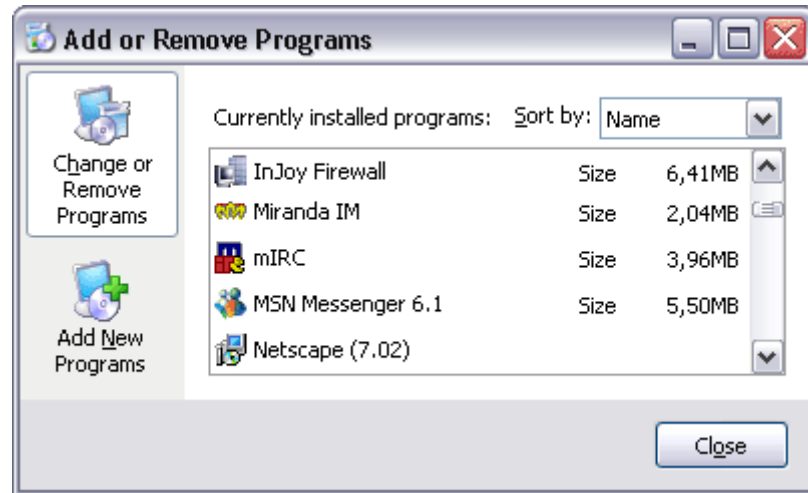 Add or Remove Programs
Change or
Remove
Programs
Add New
Programs
Currently installed programs: Sort by: Name
InJoy Firewall Size 6,41MB
Miranda IM Size 2,04MB
mIRC Size 3,96MB
MSN Messenger 6.1 Size 5,50MB
Netscape (7.02)
Close